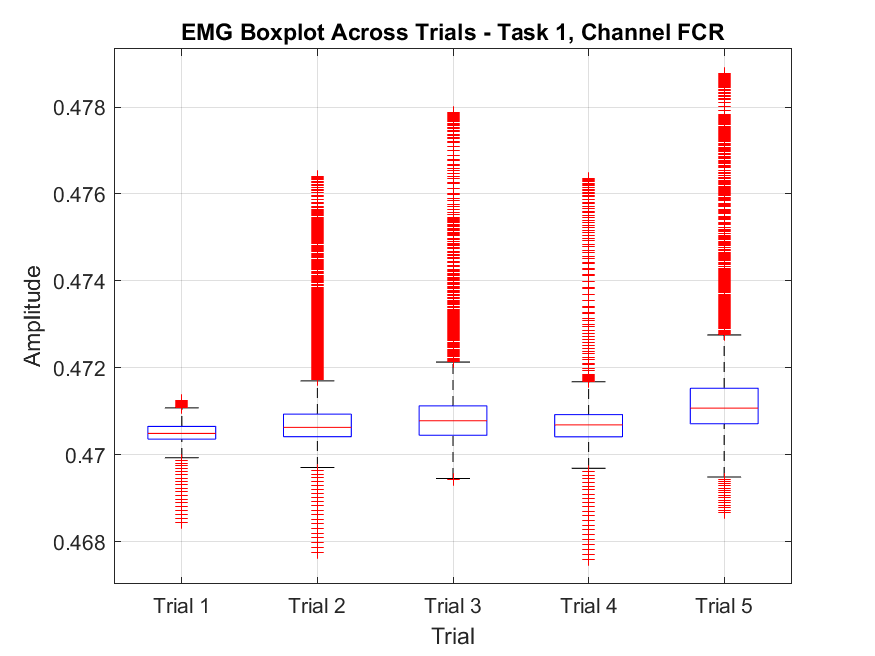 EMG Boxplot Across Trials - Task 1, Channel FCR
0.478
0.476
0.474
0.472
0.47
0.468
Amplitude
Trial 1 Trial 2 Trial 3 Trial 4 Trial 5
Trial